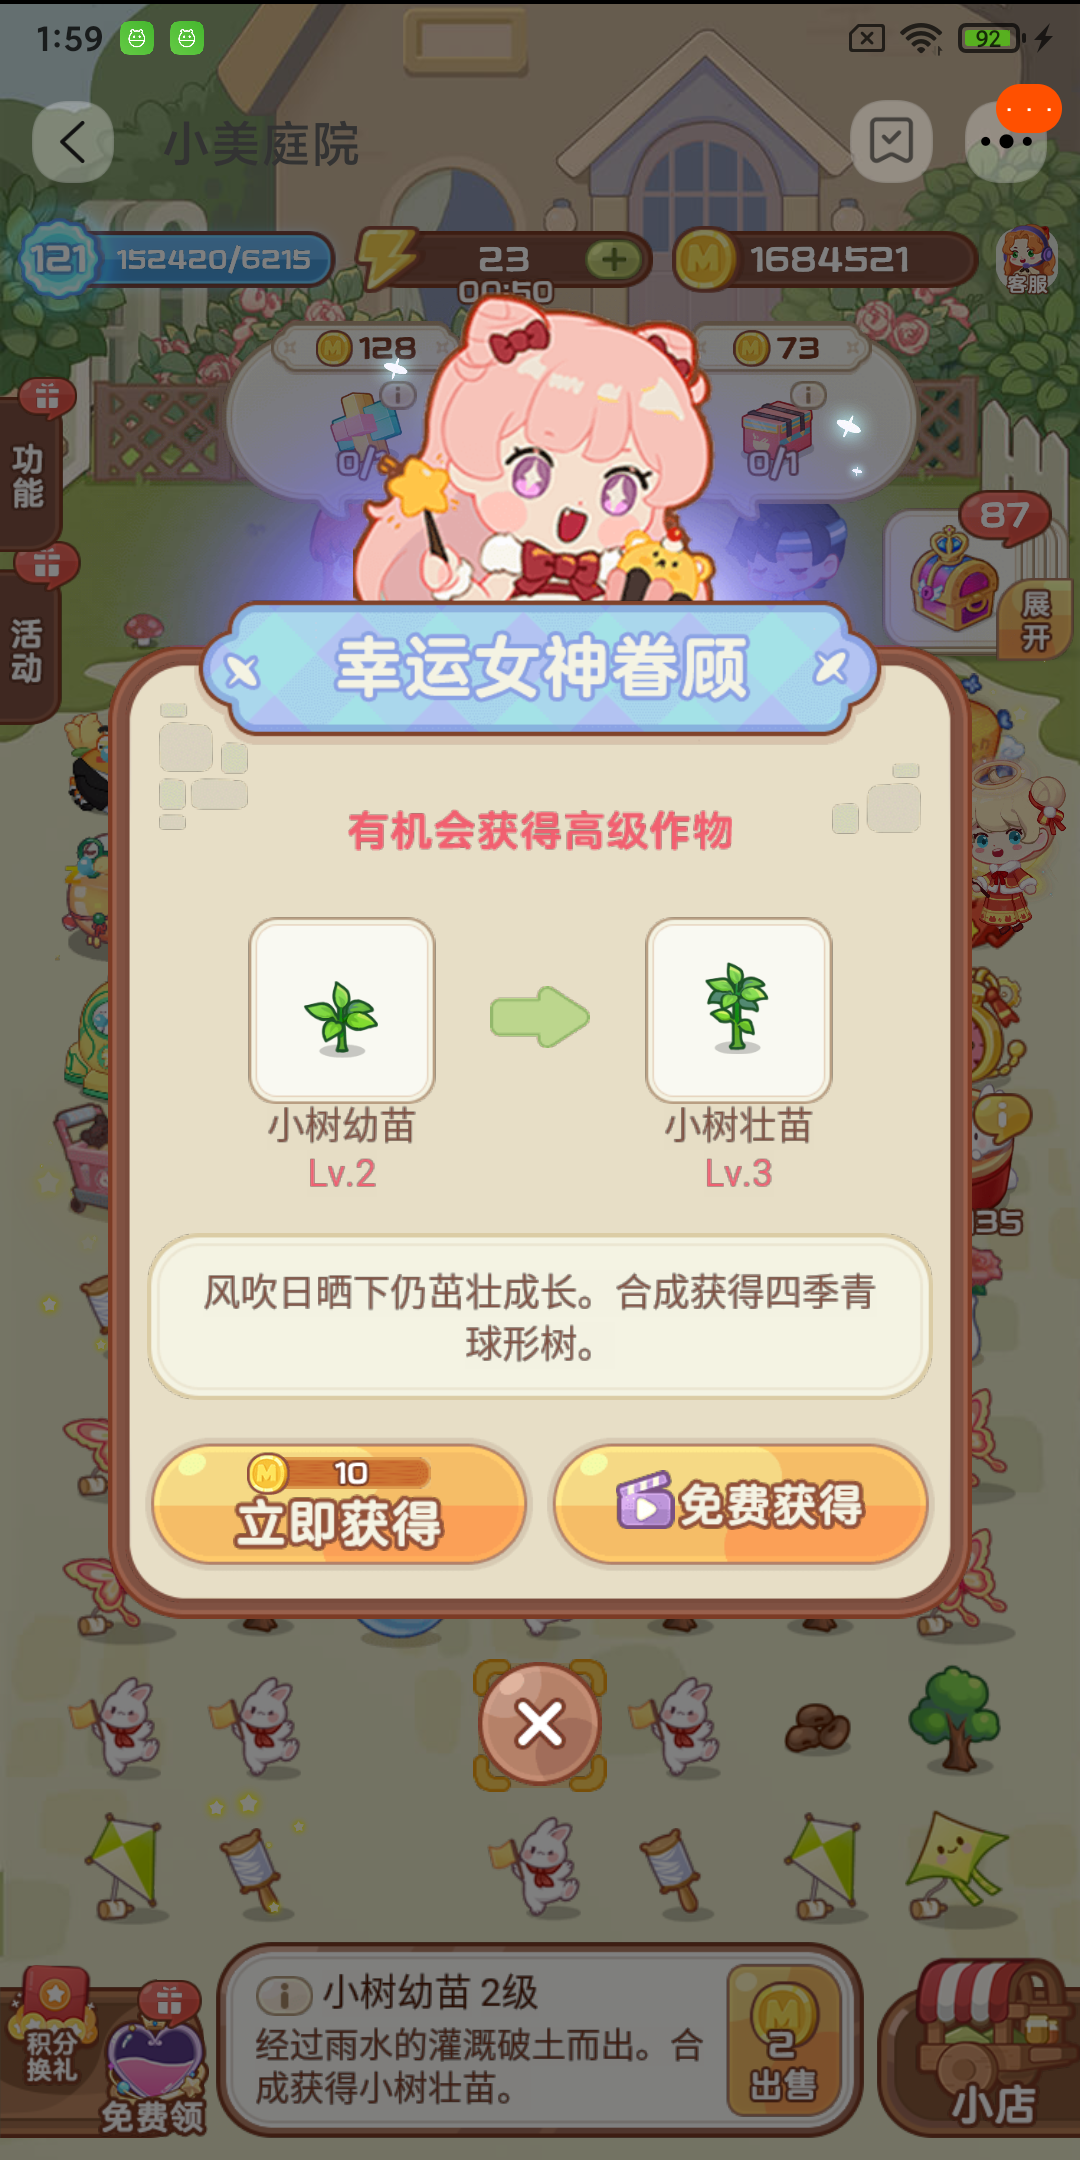 1:59
92
小美庭院
121
152420/6215
23
00:50
1684521
客服
128
73
0/1
功能
活动
87
展开
幸运女神眷顾
有机会获得高级作物
小树幼苗
Lv.2
小树壮苗
Lv.3
35
风吹日晒下仍茁壮成长。合成获得四季青
球形树。
10
立即获得
免费获得
小树幼苗 2级
经过雨水的灌溉破土而出。合
成获得小树壮苗。
2
出售
积分
换礼
免费领
小店